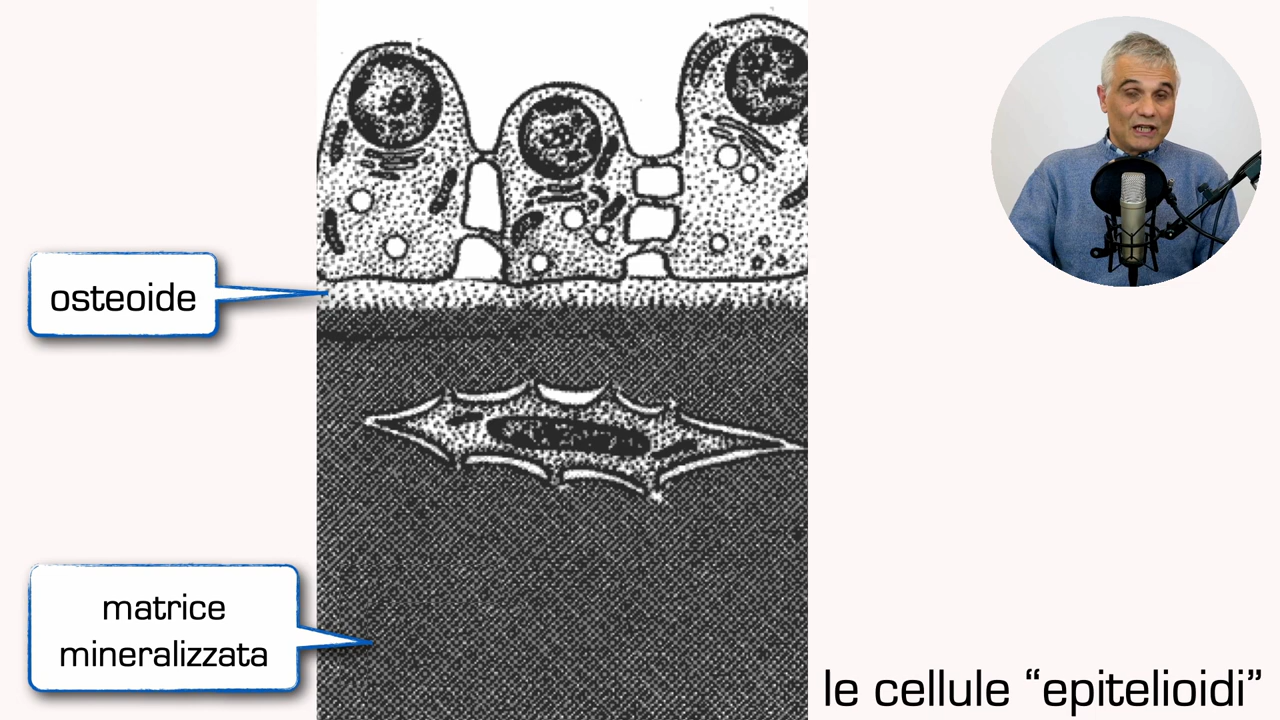 osteoide
matrice
mineralizzata
le cellule “epitelioidi”